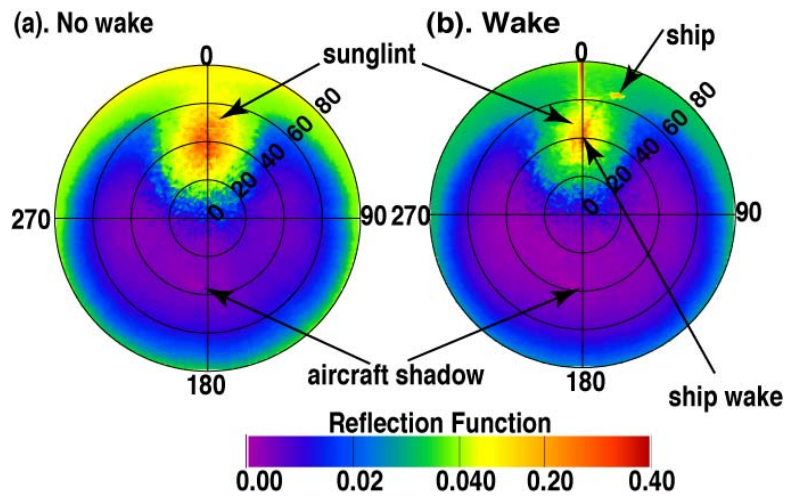 (a). No wake
(b). Wake
sunglint
ship
0
80
60
40
20
0
270
90
180
0
80
60
40
20
0
270
90
180
aircraft shadow
ship wake
Reflection Function
0.00 0.02 0.040 0.20 0.40